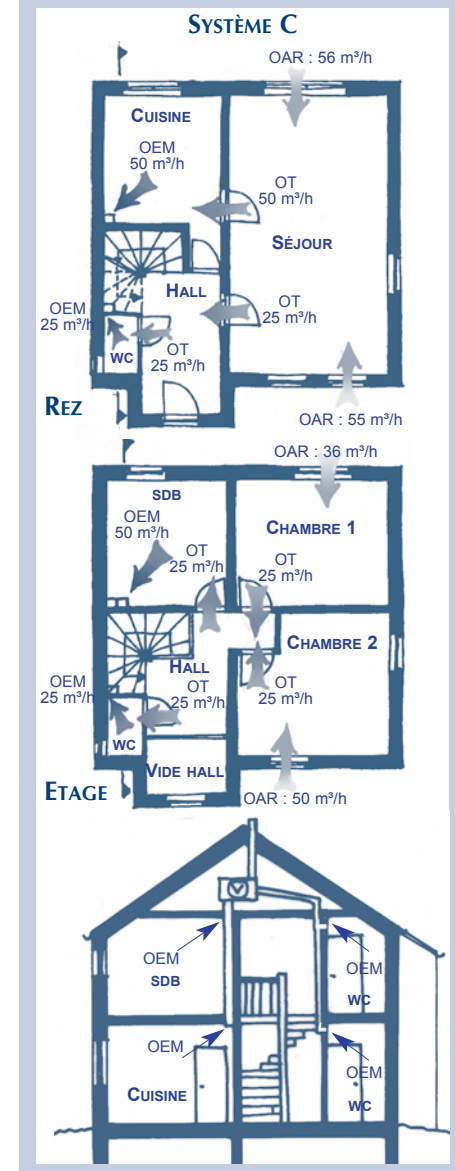 Système C
OAR : 56 m³/h
Cuisine
OEM
50 m³/h
OT
50 m³/h
Séjour
Hall
OEM
25 m³/h
OT
25 m³/h
WC
OT
25 m³/h
Rez
OAR : 55 m³/h
OAR : 36 m³/h
SDB
OEM
50 m³/h
Chambre 1
OT
25 m³/h
OT
25 m³/h
Chambre 2
Hall
OEM
25 m³/h
OT
25 m³/h
OT
25 m³/h
WC
Vide hall
Etage
OAR : 50 m³/h
OEM
SDB
OEM
WC
OEM
OEM
Cuisine
WC